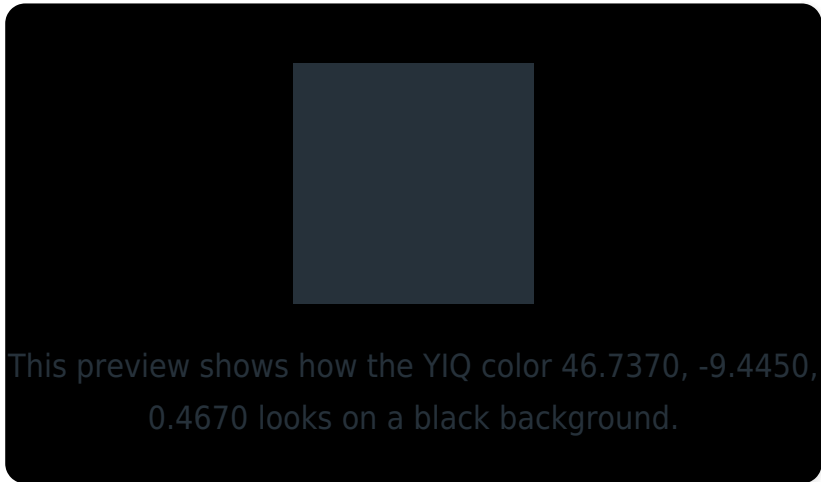 This preview shows how the YIQ color 46.7370, -9.4450,
0.4670 looks on a black background.